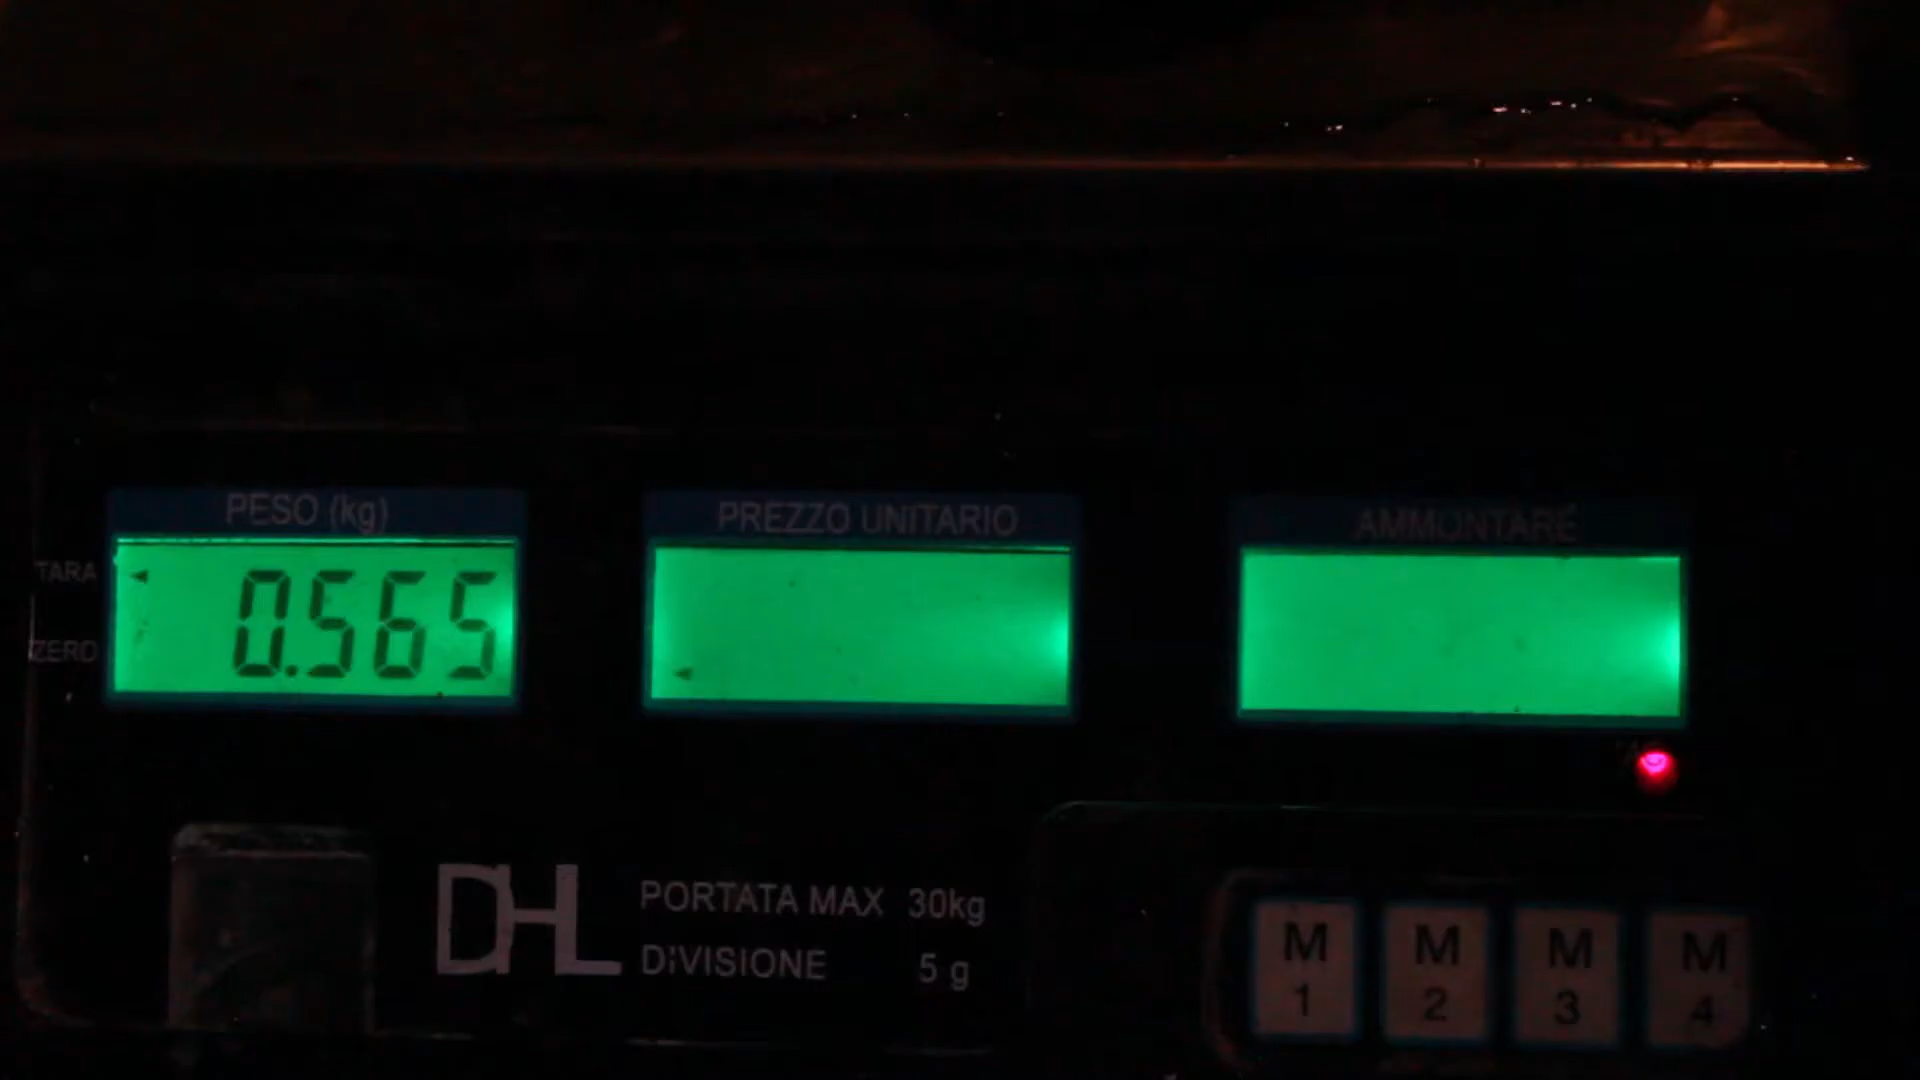 PESO (kg)
PREZZO UNITARIO
AMMONTARE
TARA
0.565
ZERO
DHL
PORTATA MAX 30kg
DIVISIONE 5 g
M
1
M
2
M
3
M
4